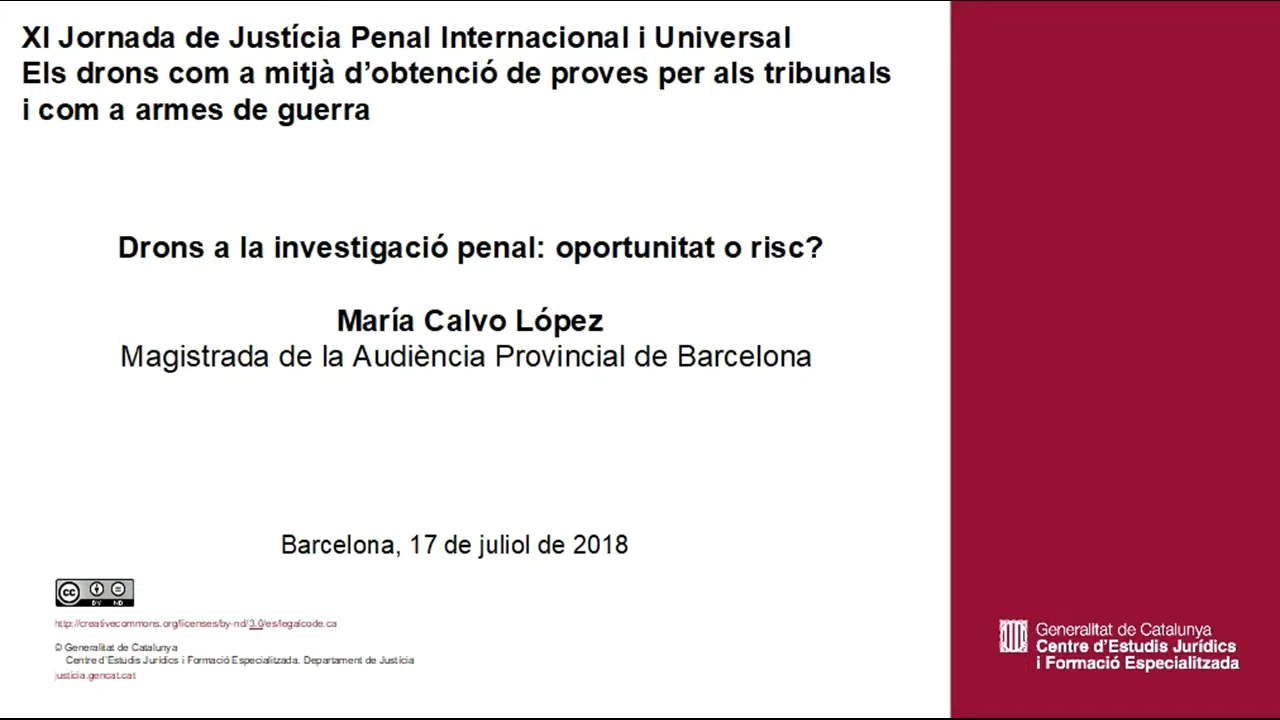 XI Jornada de Justícia Penal Internacional i Universal
Els drons com a mitjà d'obtenció de proves per als tribunals
i com a armes de guerra
Drons a la investigació penal: oportunitat o risc?
María Calvo López
Magistrada de la Audiència Provincial de Barcelona
Barcelona, 17 de juliol de 2018
cc
BY ND
http://creativecommons.org/licenses/by-nd/3.0/es/legalcode.ca
© Generalitat de Catalunya
Centre d'Estudis Jurídics i Formació Especialitzada. Departament de Justícia
justicia.gencat.cat
Generalitat de Catalunya
Centre d'Estudis Jurídics
i Formació Especialitzada